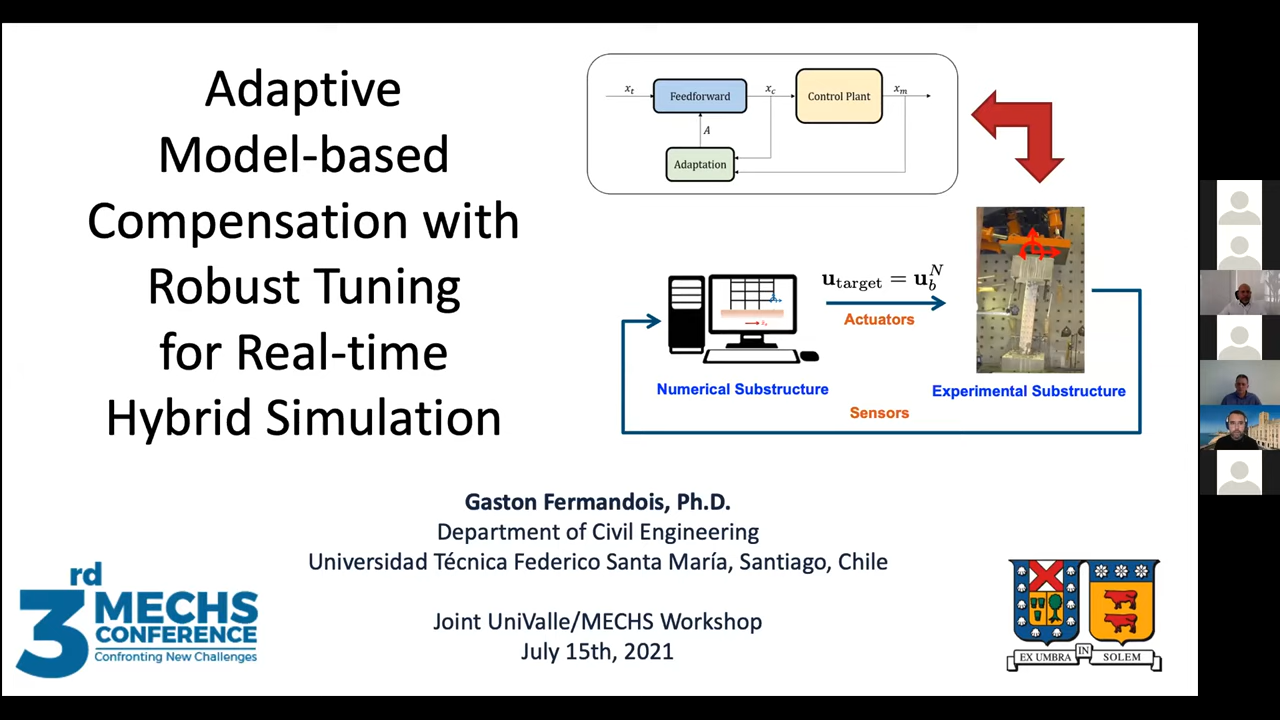 Adaptive
Model-based
Compensation with
Robust Tuning
for Real-time
Hybrid Simulation
x_t
Feedforward
x_c
Control Plant
x_m
A
Adaptation
u_target = u_b^N
Actuators
Numerical Substructure
Experimental Substructure
Sensors
Gaston Fermandois, Ph.D.
Department of Civil Engineering
Universidad Técnica Federico Santa María, Santiago, Chile
Joint UniValle/MECHS Workshop
July 15th, 2021
3rd
MECHS
CONFERENCE
Confronting New Challenges
EX UMBRA IN SOLEM